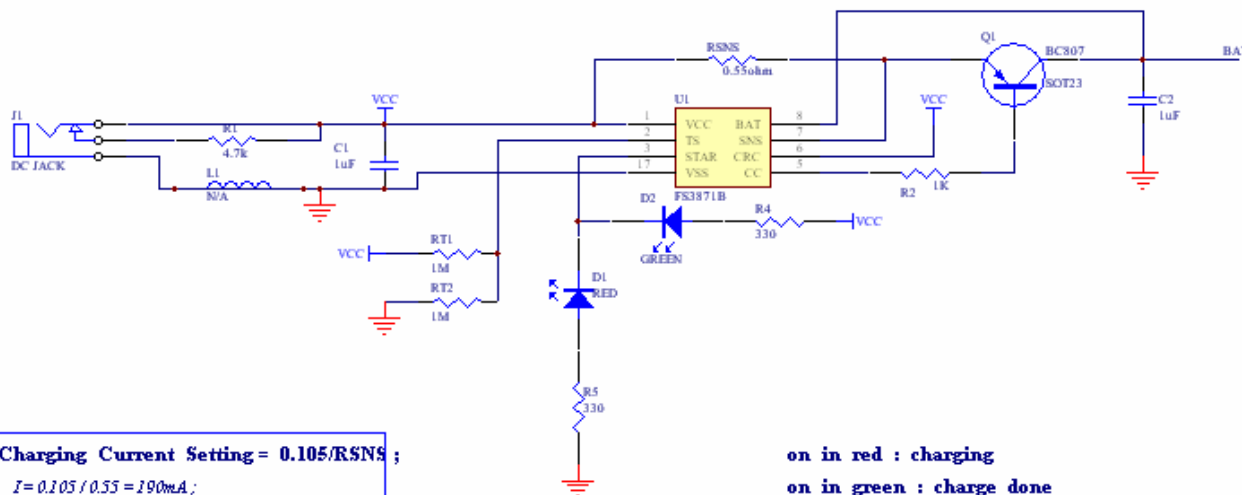 RSNS
0.55ohm
Q1
BC807
SOT23
C2
1uF
J1
DC JACK
R1
4.7k
L1
N/A
VCC
C1
1uF
U1
1 VCC BAT 8
2 TS SNS 7
3 STAR CRC 6
17 VSS CC 5
FS3871B
VCC
R2
1K
D2
GREEN
R4
330
VCC
VCC
RT1
1M
RT2
1M
D1
RED
R5
330
Charging Current Setting = 0.105/RSNS ;
I= 0.105 / 0.55 = 190mA ;
on in red : charging
on in green : charge done